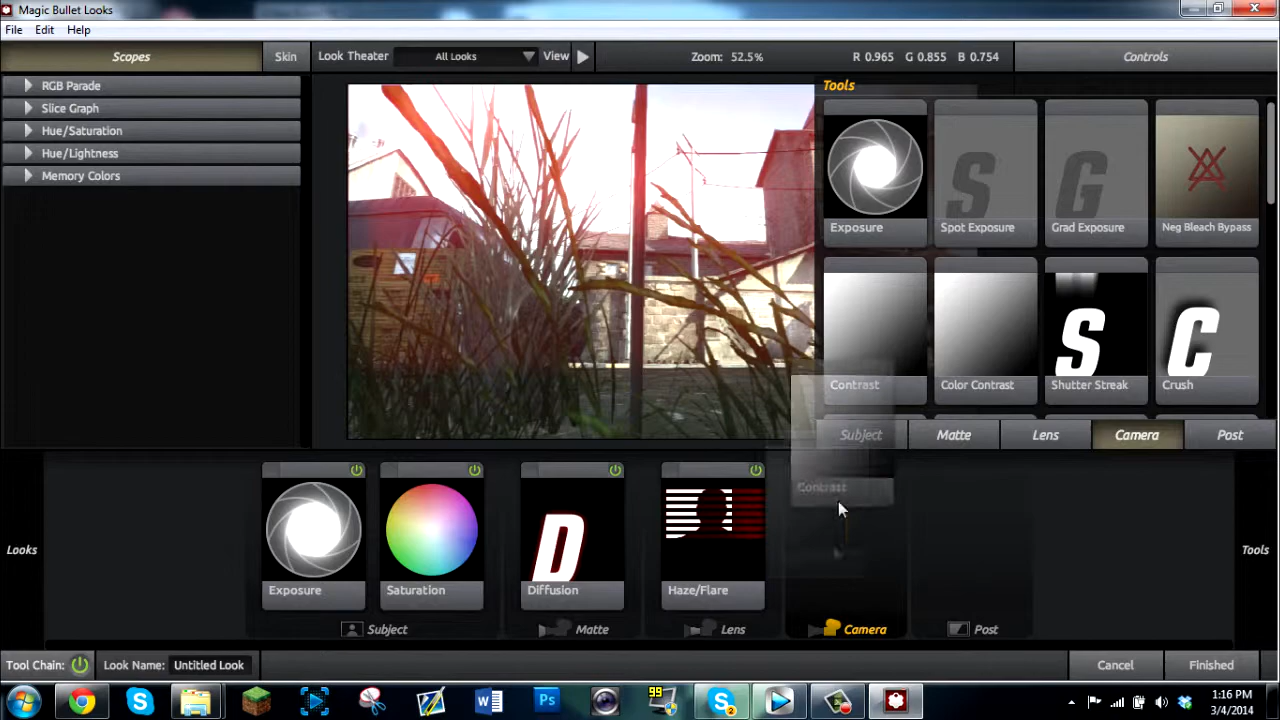 Magic Bullet Looks
File Edit Help
Scopes Skin Look Theater All Looks View Zoom: 52.5% R 0.965 G 0.855 B 0.754 Controls
RGB Parade
Slice Graph
Hue/Saturation
Hue/Lightness
Memory Colors
Tools
S G
Exposure Spot Exposure Grad Exposure Neg Bleach Bypass
S C
Contrast Color Contrast Shutter Streak Crush
Subject Matte Lens Camera Post
Contrast
D
Looks Tools
Exposure Saturation Diffusion Haze/Flare
Subject Matte Lens Camera Post
Tool Chain: Look Name: Untitled Look Cancel Finished
99
W Ps S 2
1:16 PM
3/4/2014